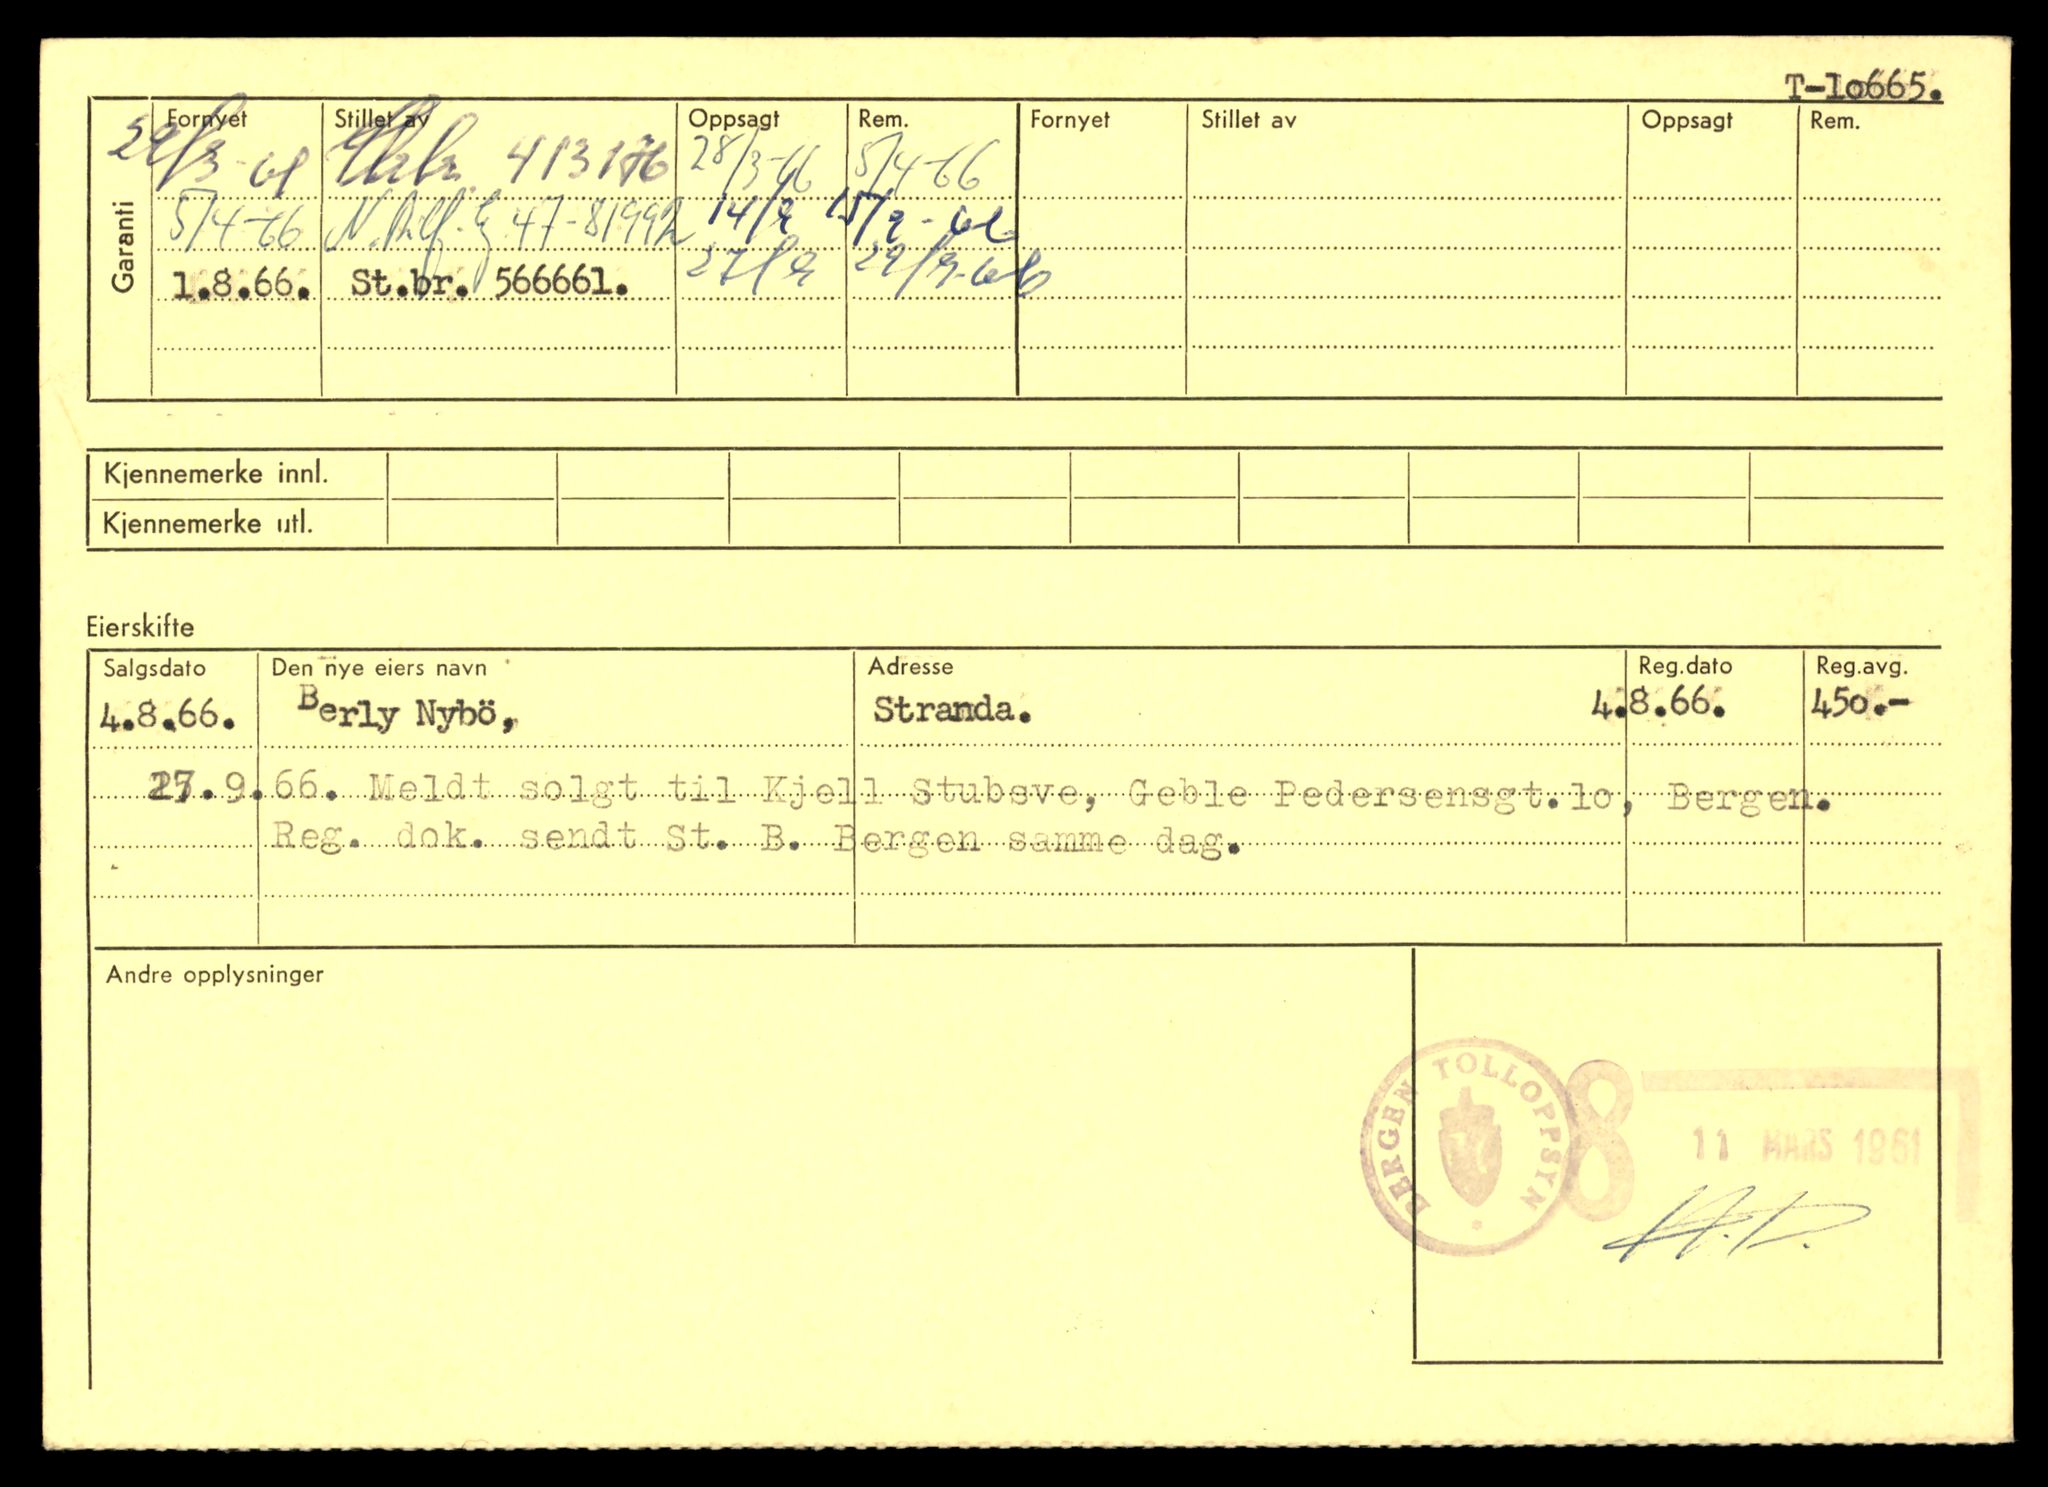 T-10665.
Garanti
Fornyet Stillet av Oppsagt Rem. Fornyet Stillet av Oppsagt Rem.
413176 28/3-66 5/4-66
5/4-66 47-81992 14/9 15/9-66
1.8.66. St.br. 566661. 27/9 29/9-66
Kjennemerke innl.
Kjennemerke utl.
Eierskifte
Salgsdato Den nye eiers navn Adresse Reg.dato Reg.avg.
4.8.66. Berly Nybö, Stranda. 4.8.66. 450.-
27.9.66. Meldt solgt til Kjell Stubsve, Geble Pedersensgt.10, Bergen.
Reg. dok. sendt St. B. Bergen samme dag.
Andre opplysninger
BERGEN TOLLOPPSYN
8
11 MARS 1961